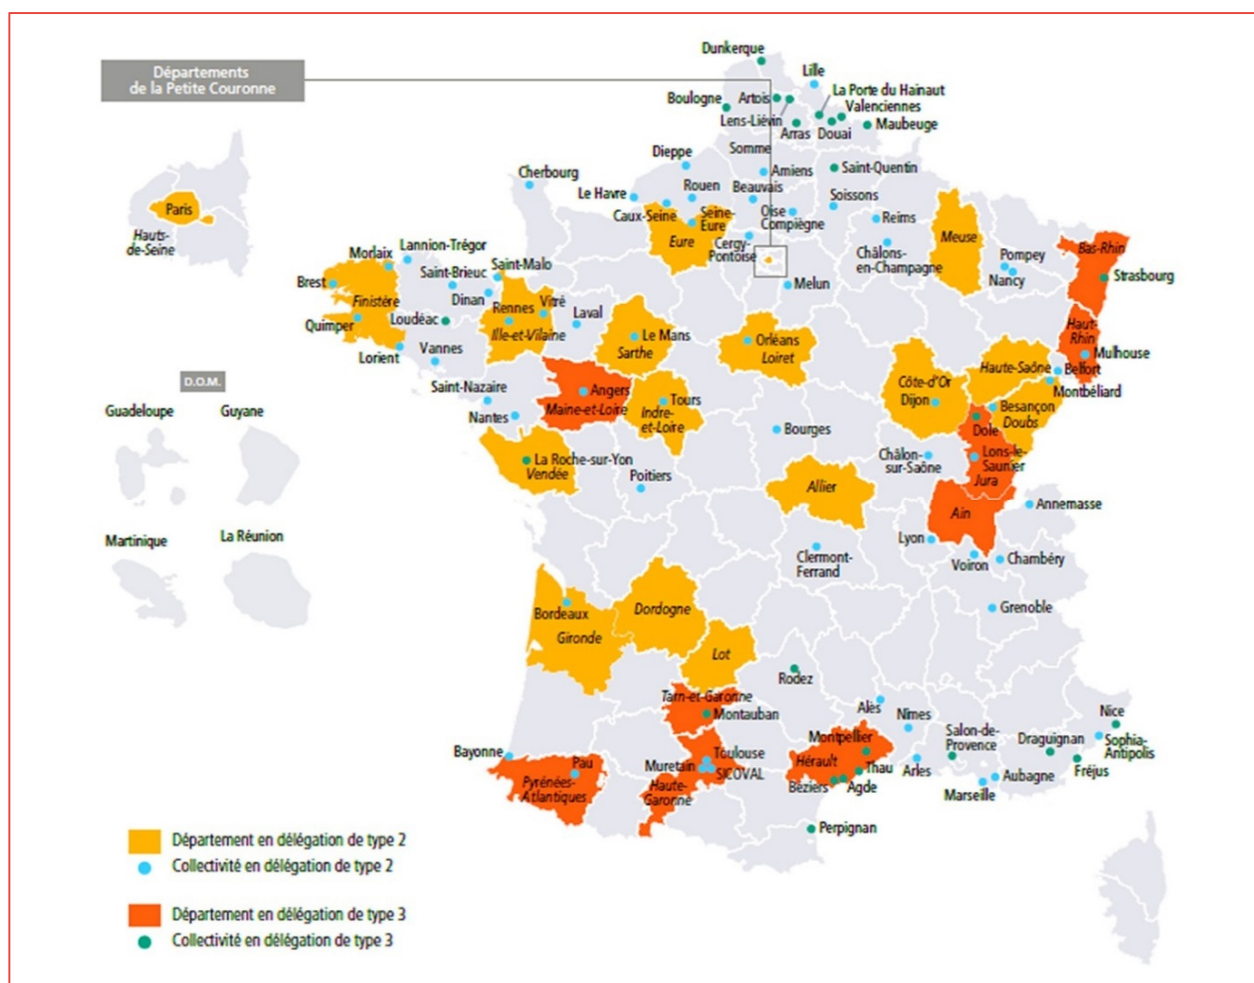 Départements
de la Petite Couronne
Paris
Hauts-
de-Seine
Dunkerque
Lille
La Porte du Hainaut
Valenciennes
Boulogne
Artois
Lens-Liévin
Arras
Douai
Maubeuge
Somme
Dieppe
Amiens
Saint-Quentin
Cherbourg
Le Havre
Rouen
Beauvais
Soissons
Caux-Seine
Seine-
Eure
Oise
Compiègne
Reims
Eure
Cergy-
Pontoise
Châlons-
en-Champagne
Meuse
Pompey
Nancy
Bas-Rhin
Strasbourg
Melun
Morlaix
Lannion-Trégor
Saint-Brieuc
Saint-Malo
Brest
Finistère
Dinan
Rennes
Vitré
Quimper
Loudéac
Ille-et-Vilaine
Laval
Le Mans
Sarthe
Orléans
Loiret
Haut-
Rhin
Mulhouse
Belfort
Montbéliard
Haute-Saône
Lorient
Vannes
Saint-Nazaire
Nantes
Angers
Maine-et-Loire
Tours
Indre-
et-Loire
Côte-d'Or
Dijon
Besançon
Doubs
Bourges
Dole
Châlon-
sur-Saône
Lons-le-
Saunier
Jura
La Roche-sur-Yon
Vendée
Poitiers
Allier
Ain
Annemasse
Lyon
Voiron
Chambéry
Clermont-
Ferrand
Grenoble
D.O.M.
Guadeloupe
Guyane
Martinique
La Réunion
Bordeaux
Gironde
Dordogne
Lot
Rodez
Tarn-et-Garonne
Montauban
Alès
Nîmes
Salon-de-
Provence
Draguignan
Nice
Sophia-
Antipolis
Fréjus
Bayonne
Pau
Pyrénées-
Atlantiques
Muretain
Toulouse
SICOVAL
Haute-
Garonne
Montpellier
Hérault
Thau
Béziers
Agde
Arles
Marseille
Aubagne
Perpignan
Département en délégation de type 2
Collectivité en délégation de type 2
Département en délégation de type 3
Collectivité en délégation de type 3